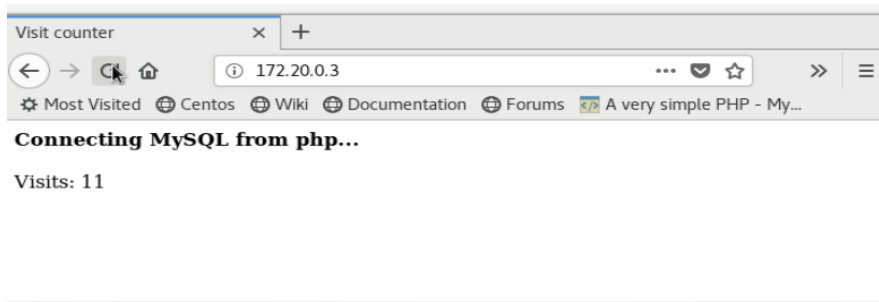 Visit counter
172.20.0.3
Most Visited Centos Wiki Documentation Forums A very simple PHP - My...
Connecting MySQL from php...
Visits: 11